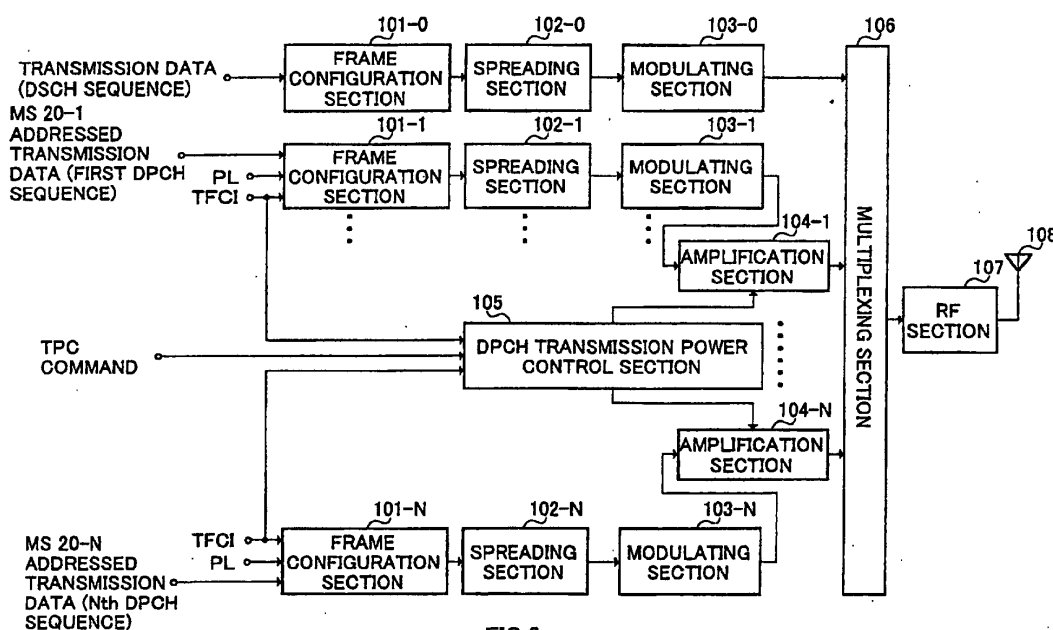 101-0
102-0
103-0
106
TRANSMISSION DATA
(DSCH SEQUENCE)
FRAME
CONFIGURATION
SECTION
SPREADING
SECTION
MODULATING
SECTION
MS 20-1
ADDRESSED
TRANSMISSION
DATA (FIRST DPCH
SEQUENCE)
PL
TFCI
101-1
102-1
103-1
FRAME
CONFIGURATION
SECTION
SPREADING
SECTION
MODULATING
SECTION
104-1
AMPLIFICATION
SECTION
MULTIPLEXING SECTION
107
108
RF
SECTION
105
TPC
COMMAND
DPCH TRANSMISSION POWER
CONTROL SECTION
104-N
AMPLIFICATION
SECTION
101-N
102-N
103-N
MS 20-N
ADDRESSED
TRANSMISSION
DATA (Nth DPCH
SEQUENCE)
TFCI
PL
FRAME
CONFIGURATION
SECTION
SPREADING
SECTION
MODULATING
SECTION